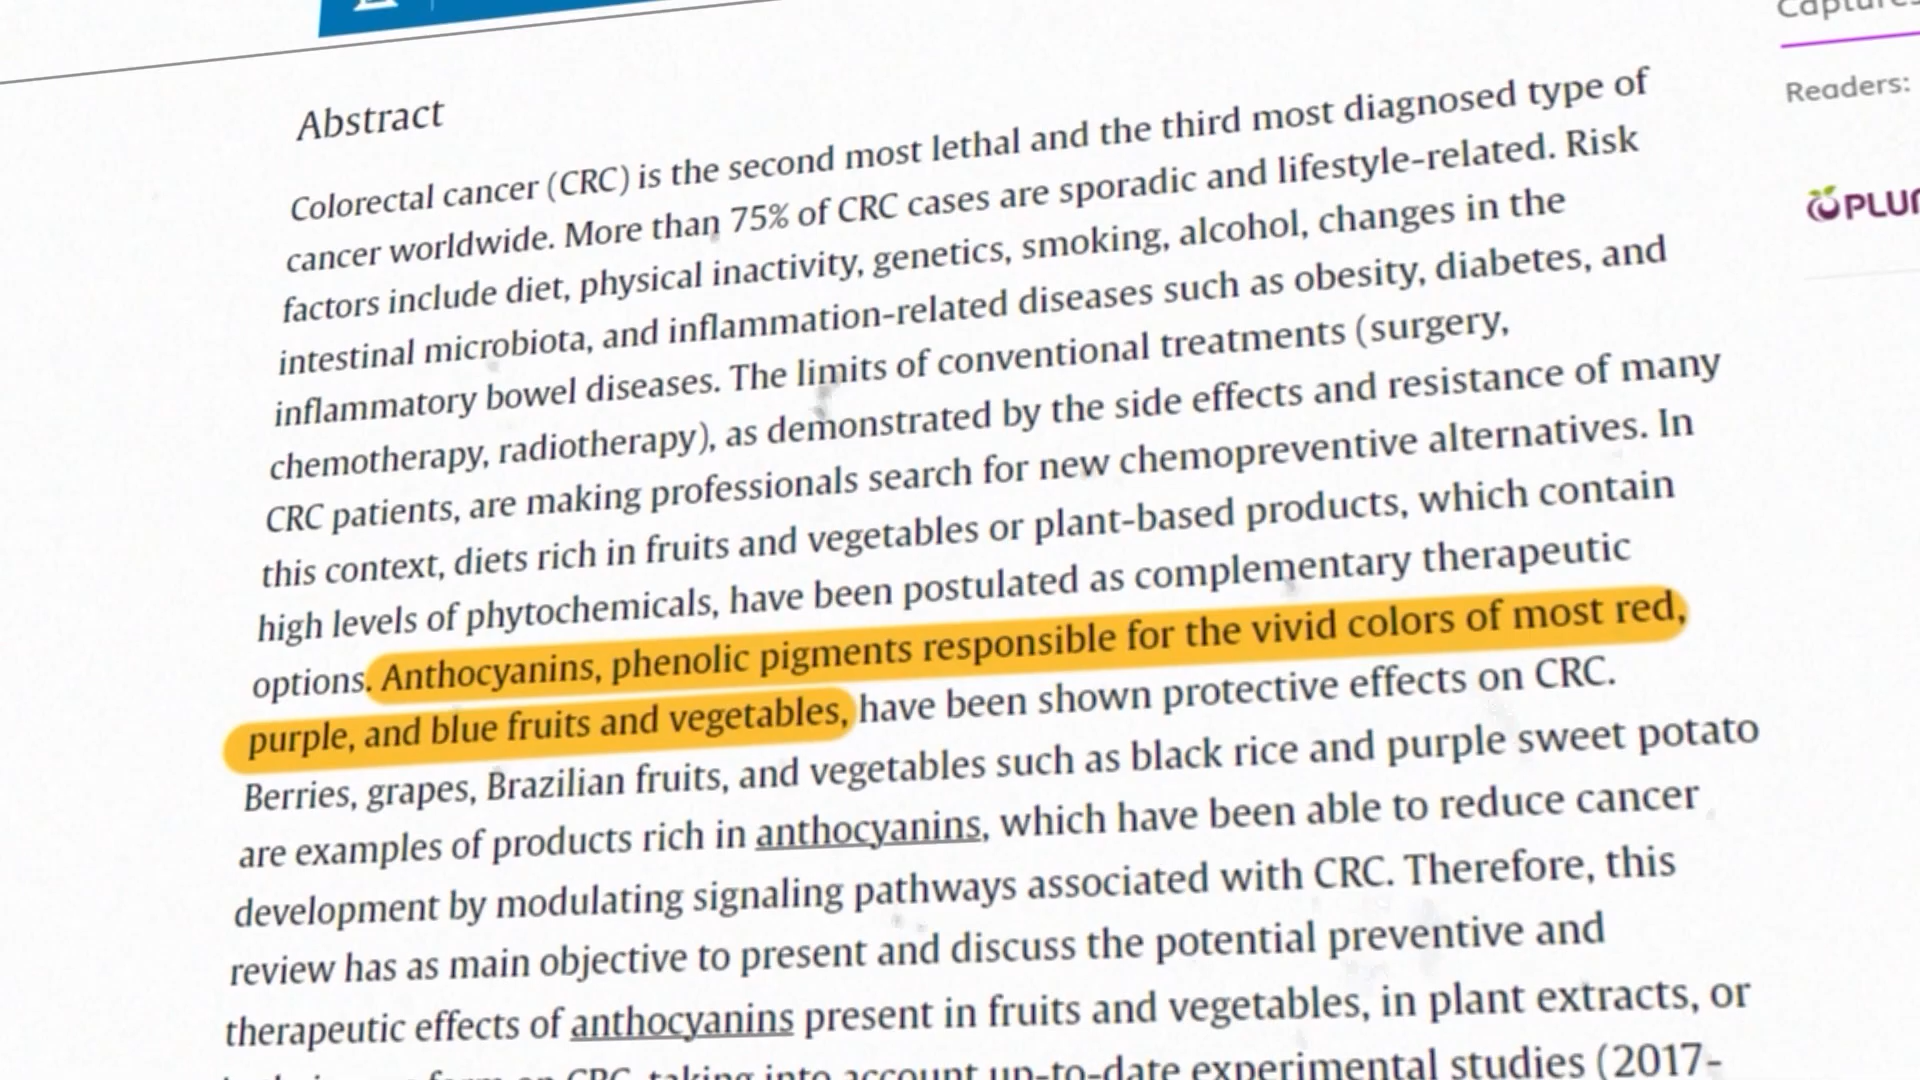 Abstract
Colorectal cancer (CRC) is the second most lethal and the third most diagnosed type of
cancer worldwide. More than 75% of CRC cases are sporadic and lifestyle-related. Risk
factors include diet, physical inactivity, genetics, smoking, alcohol, changes in the
intestinal microbiota, and inflammation-related diseases such as obesity, diabetes, and
inflammatory bowel diseases. The limits of conventional treatments (surgery,
chemotherapy, radiotherapy), as demonstrated by the side effects and resistance of many
CRC patients, are making professionals search for new chemopreventive alternatives. In
this context, diets rich in fruits and vegetables or plant-based products, which contain
high levels of phytochemicals, have been postulated as complementary therapeutic
options. Anthocyanins, phenolic pigments responsible for the vivid colors of most red,
purple, and blue fruits and vegetables, have been shown protective effects on CRC.
Berries, grapes, Brazilian fruits, and vegetables such as black rice and purple sweet potato
are examples of products rich in anthocyanins, which have been able to reduce cancer
development by modulating signaling pathways associated with CRC. Therefore, this
review has as main objective to present and discuss the potential preventive and
therapeutic effects of anthocyanins present in fruits and vegetables, in plant extracts, or
CRC, taking into account up-to-date experimental studies (2017-
Readers: